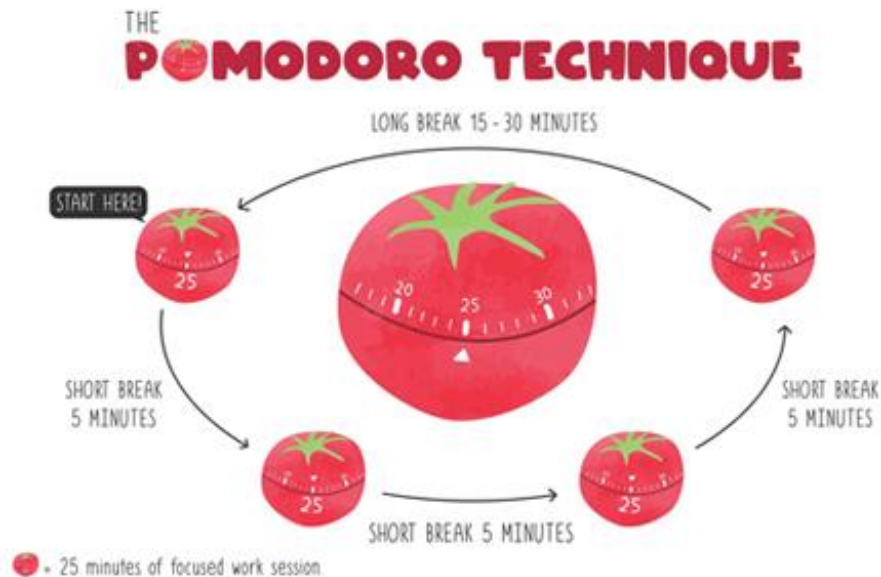 THE
POMODORO TECHNIQUE
LONG BREAK 15 - 30 MINUTES
START HERE!
25
20
25
30
25
SHORT BREAK
5 MINUTES
SHORT BREAK
5 MINUTES
25
25
SHORT BREAK 5 MINUTES
= 25 minutes of focused work session